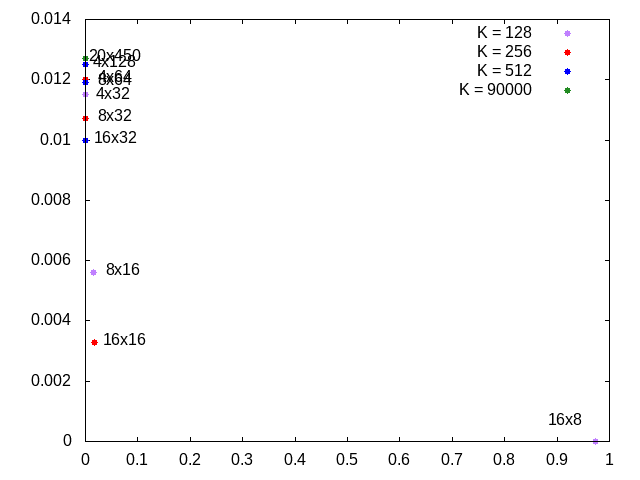 0.014
K = 128
K = 256
K = 512
K = 90000
20x450
4x128
0.012
4x64
8x64
4x32
8x32
0.01
16x32
0.008
0.006
8x16
0.004
16x16
0.002
16x8
0
0 0.1 0.2 0.3 0.4 0.5 0.6 0.7 0.8 0.9 1